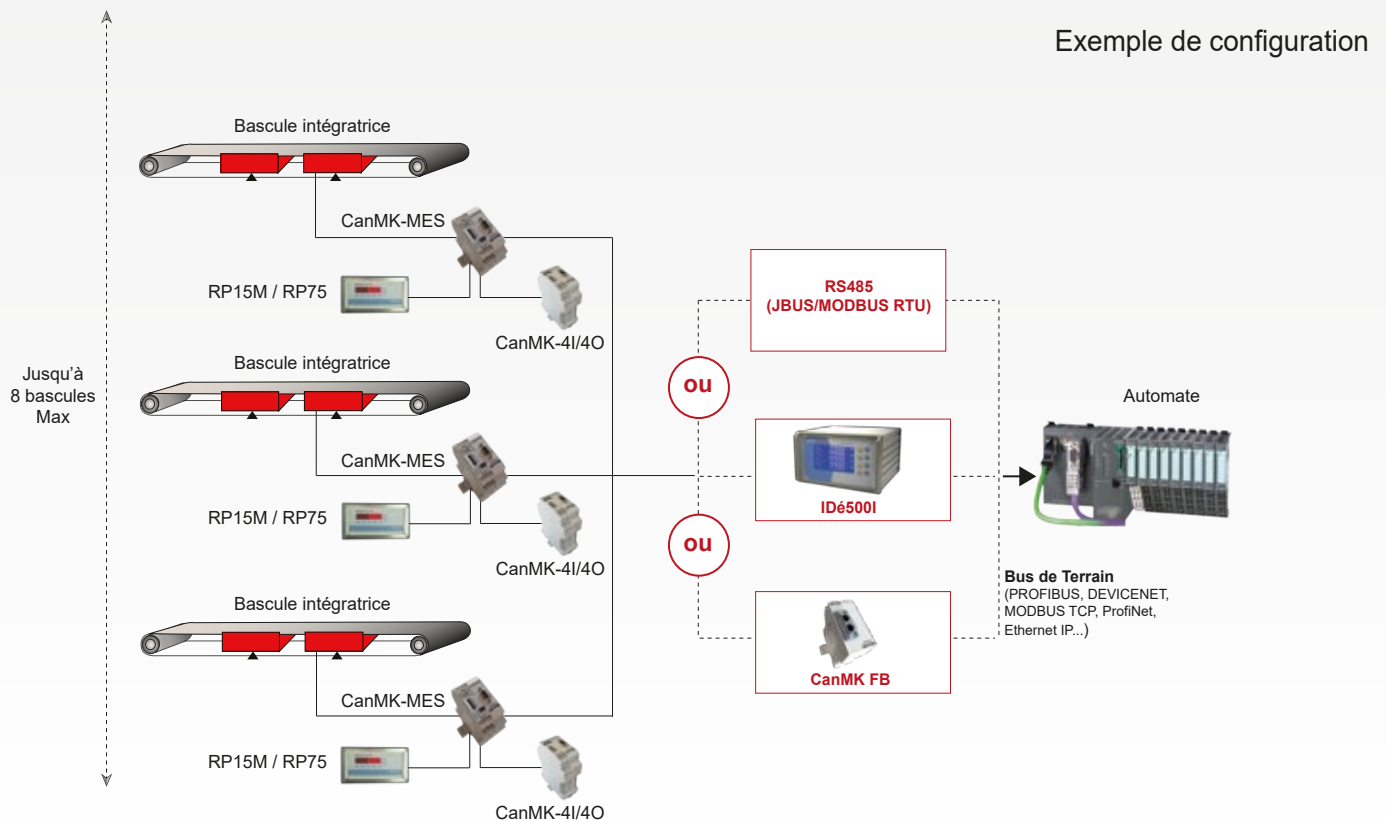 Exemple de configuration
Bascule intégratrice
CanMK-MES
RP15M / RP75
CanMK-4I/4O
Bascule intégratrice
CanMK-MES
RP15M / RP75
CanMK-4I/4O
Bascule intégratrice
CanMK-MES
RP15M / RP75
CanMK-4I/4O
Jusqu'à
8 bascules
Max
RS485
(JBUS/MODBUS RTU)
ou
IDé500I
ou
CanMK FB
Automate
Bus de Terrain
(PROFIBUS, DEVICENET,
MODBUS TCP, ProfiNet,
Ethernet IP...)